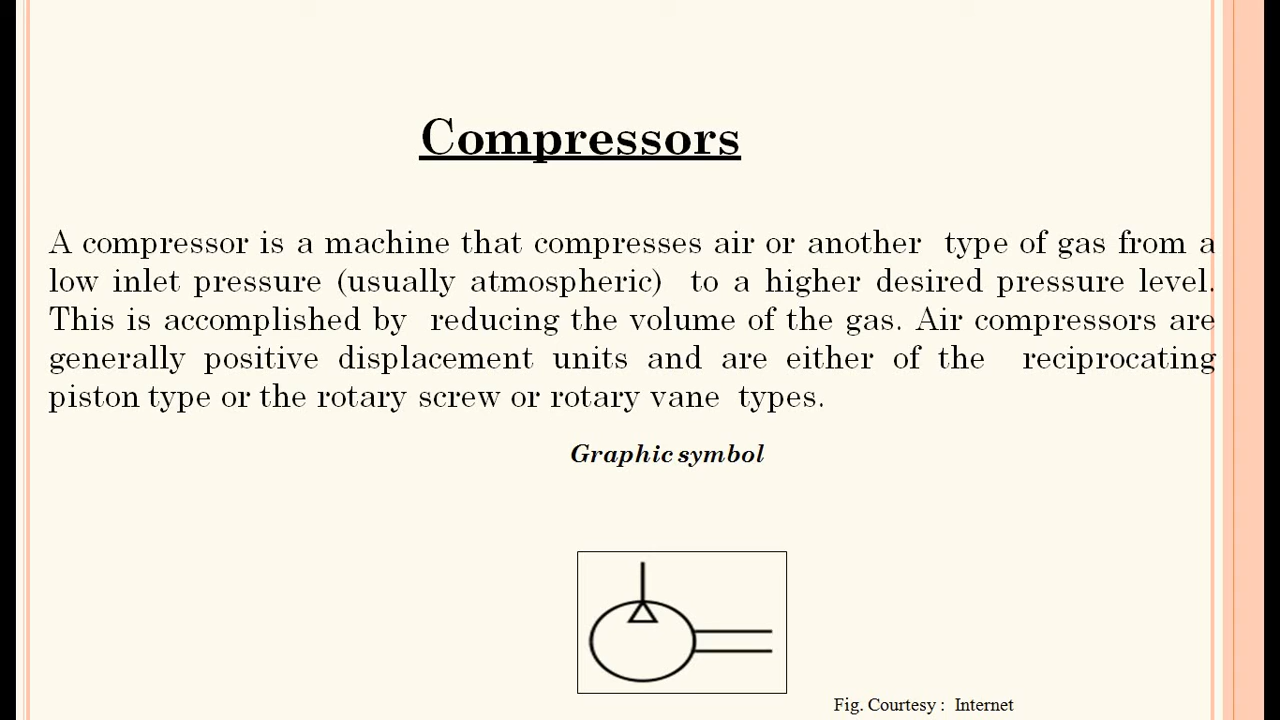 Compressors
A compressor is a machine that compresses air or another type of gas from a
low inlet pressure (usually atmospheric) to a higher desired pressure level.
This is accomplished by reducing the volume of the gas. Air compressors are
generally positive displacement units and are either of the reciprocating
piston type or the rotary screw or rotary vane types.
Graphic symbol
Fig. Courtesy : Internet